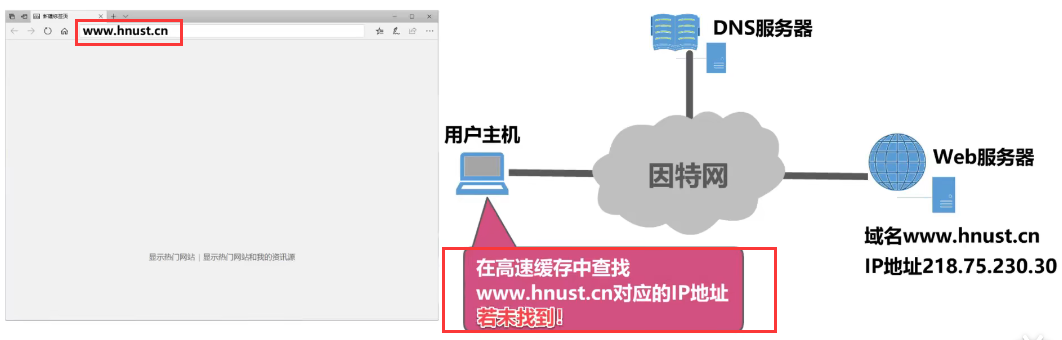 新建标签页
www.hnust.cn
显示热门网站 | 显示热门网站和我的资讯源
DNS服务器
用户主机
因特网
Web服务器
域名www.hnust.cn
IP地址218.75.230.30
在高速缓存中查找
www.hnust.cn对应的IP地址
若未找到！